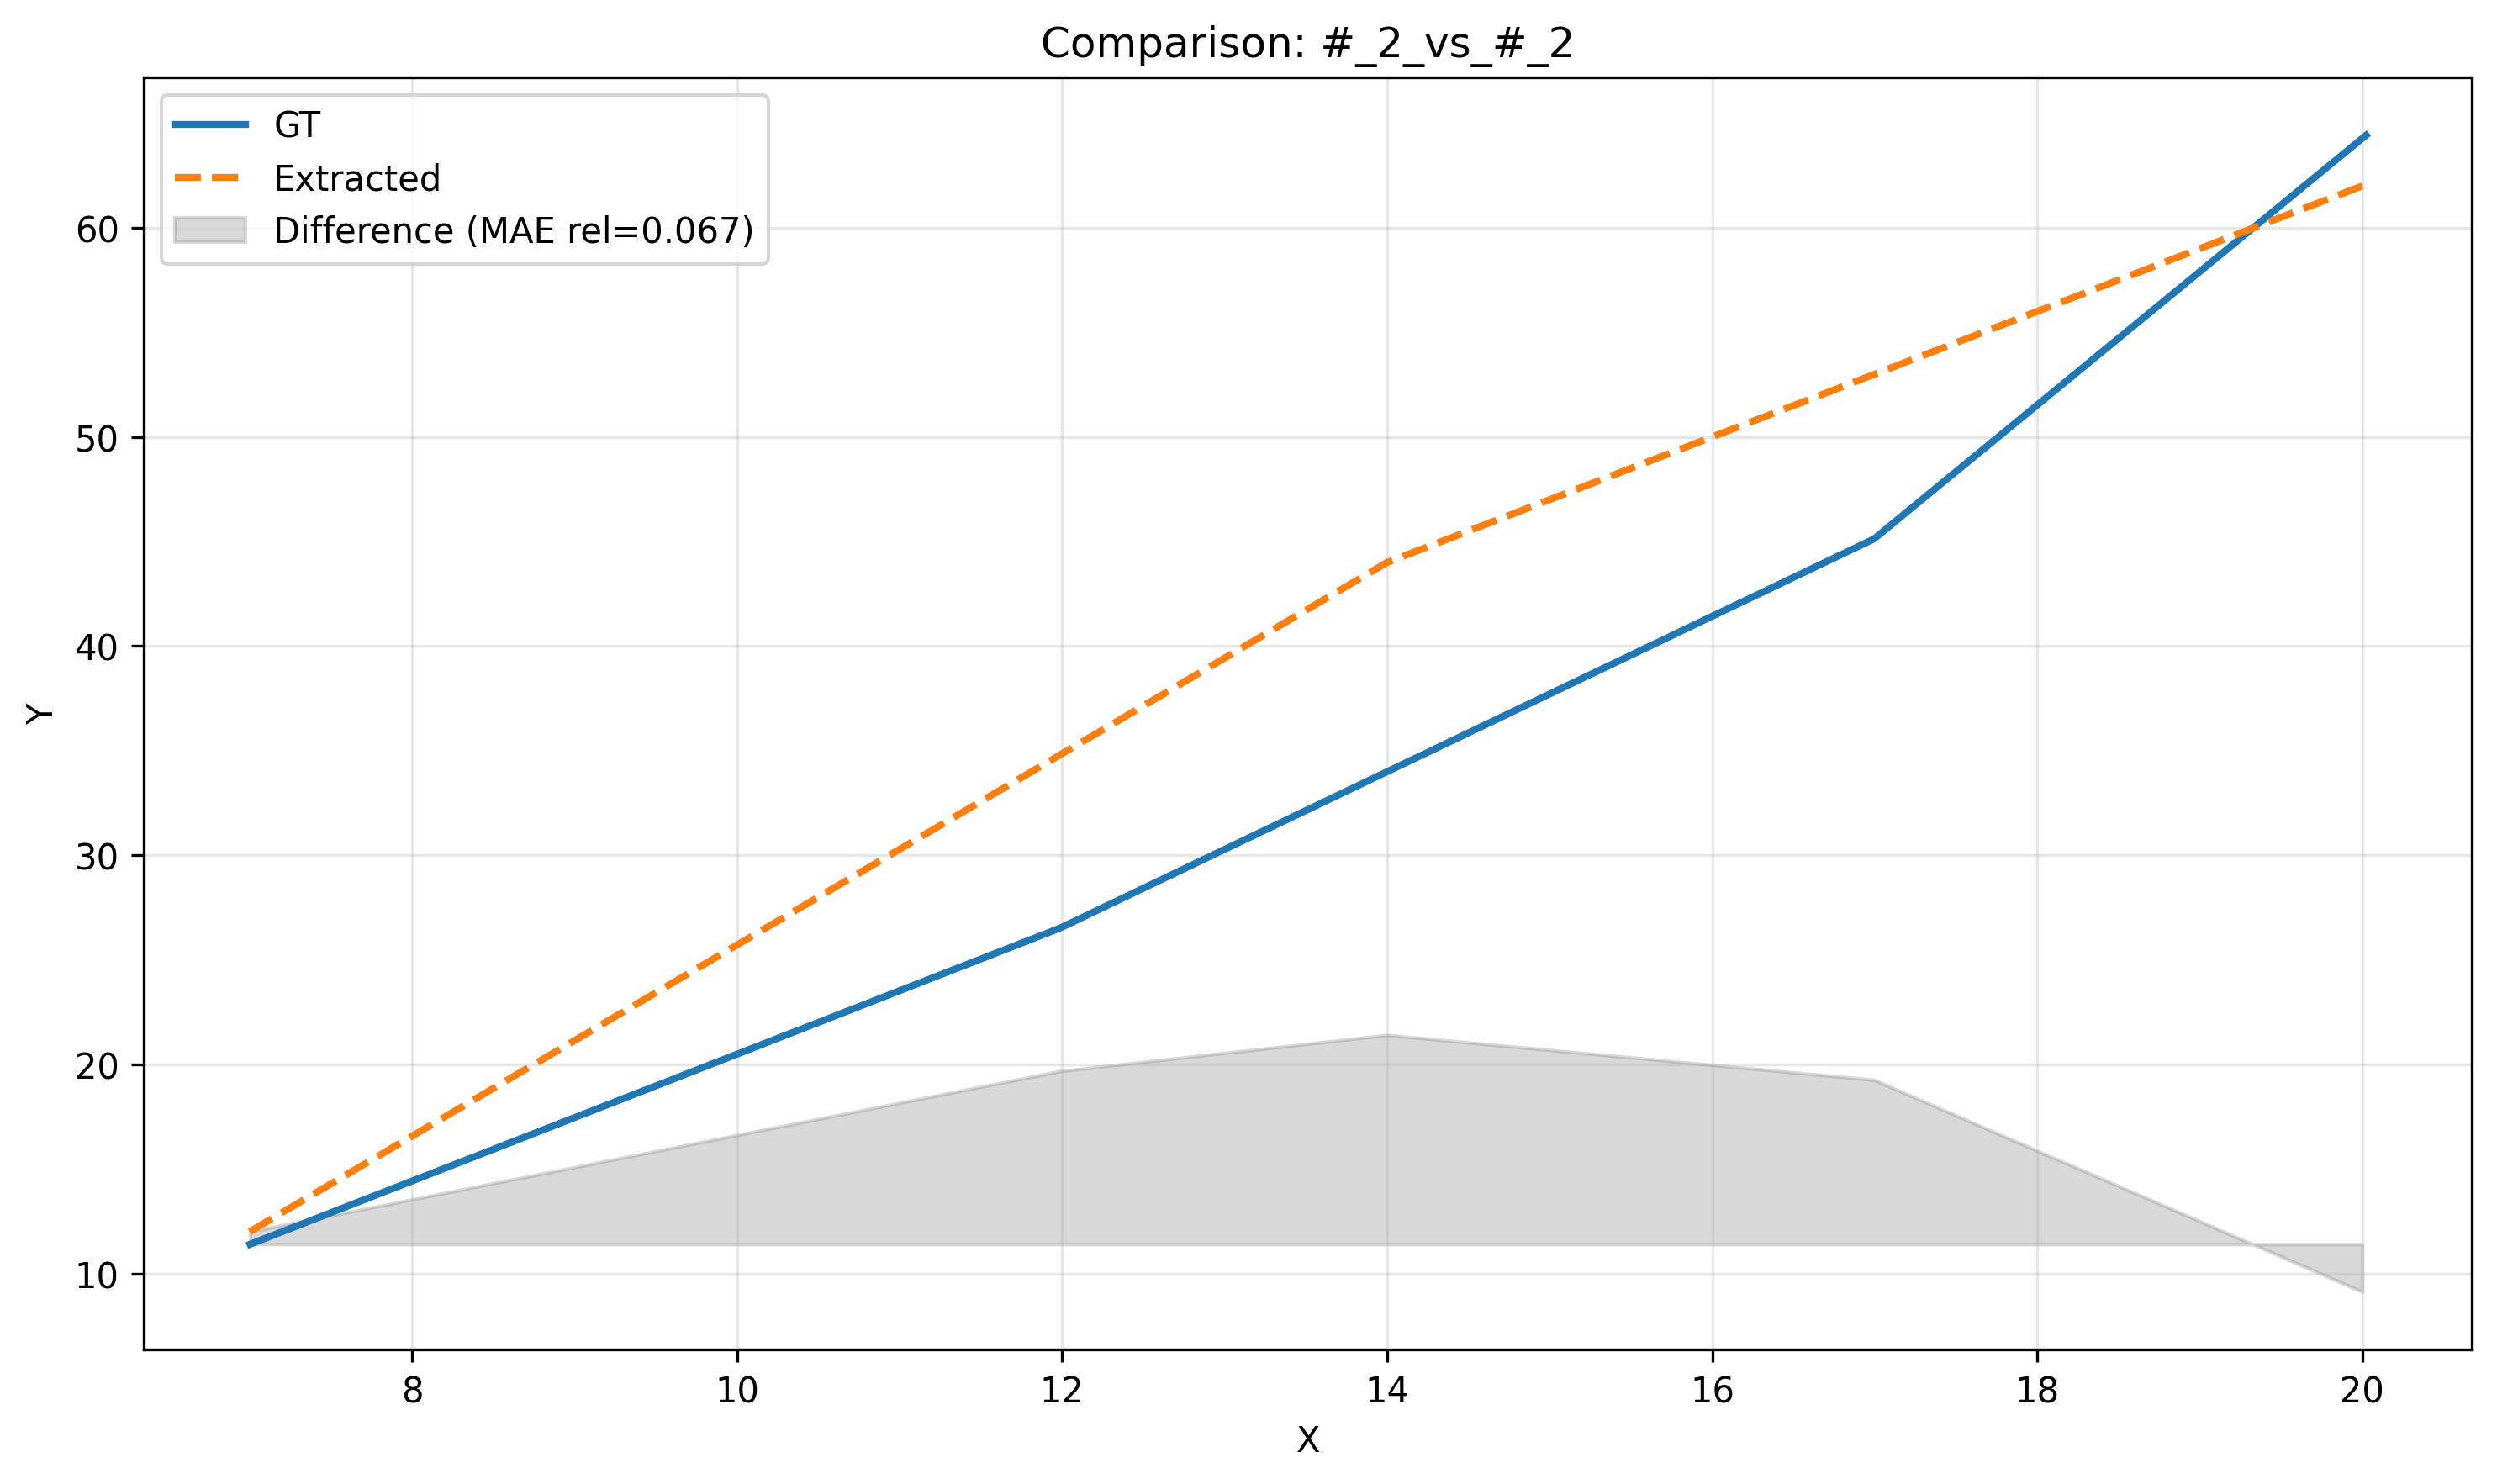 Comparison: #_2_vs_#_2
GT
Extracted
Difference (MAE rel=0.067)
Y
60
50
40
30
20
10
8 10 12 14 16 18 20
X